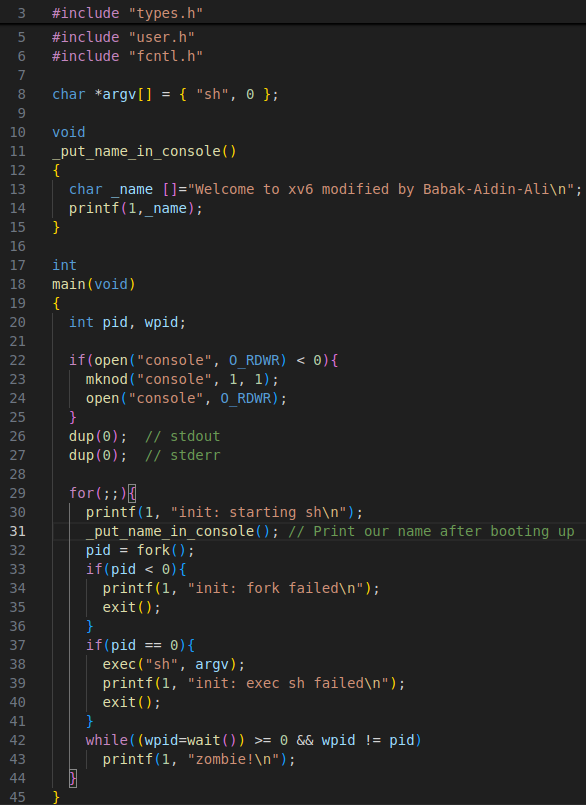 3 #include "types.h"
5 #include "user.h"
6 #include "fcntl.h"
7
8 char *argv[] = { "sh", 0 };
9
10 void
11 _put_name_in_console()
12 {
13   char _name []="Welcome to xv6 modified by Babak-Aidin-Ali\n";
14   printf(1,_name);
15 }
16
17 int
18 main(void)
19 {
20   int pid, wpid;
21
22   if(open("console", O_RDWR) < 0){
23     mknod("console", 1, 1);
24     open("console", O_RDWR);
25   }
26   dup(0);  // stdout
27   dup(0);  // stderr
28
29   for(;;){
30     printf(1, "init: starting sh\n");
31     _put_name_in_console(); // Print our name after booting up
32     pid = fork();
33     if(pid < 0){
34       printf(1, "init: fork failed\n");
35       exit();
36     }
37     if(pid == 0){
38       exec("sh", argv);
39       printf(1, "init: exec sh failed\n");
40       exit();
41     }
42     while((wpid=wait()) >= 0 && wpid != pid)
43       printf(1, "zombie!\n");
44   }
45 }